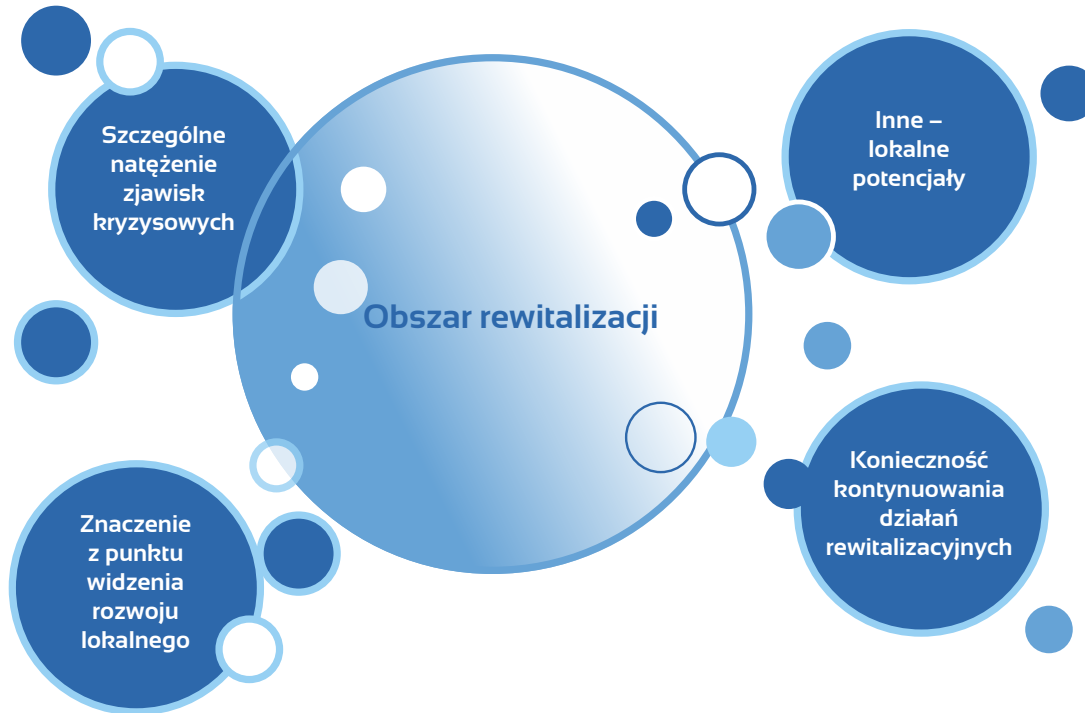 Szczególne
natężenie
zjawisk
kryzysowych
Inne –
lokalne
potencjały
Obszar rewitalizacji
Znaczenie
z punktu
widzenia
rozwoju
lokalnego
Konieczność
kontynuowania
działań
rewitalizacyjnych